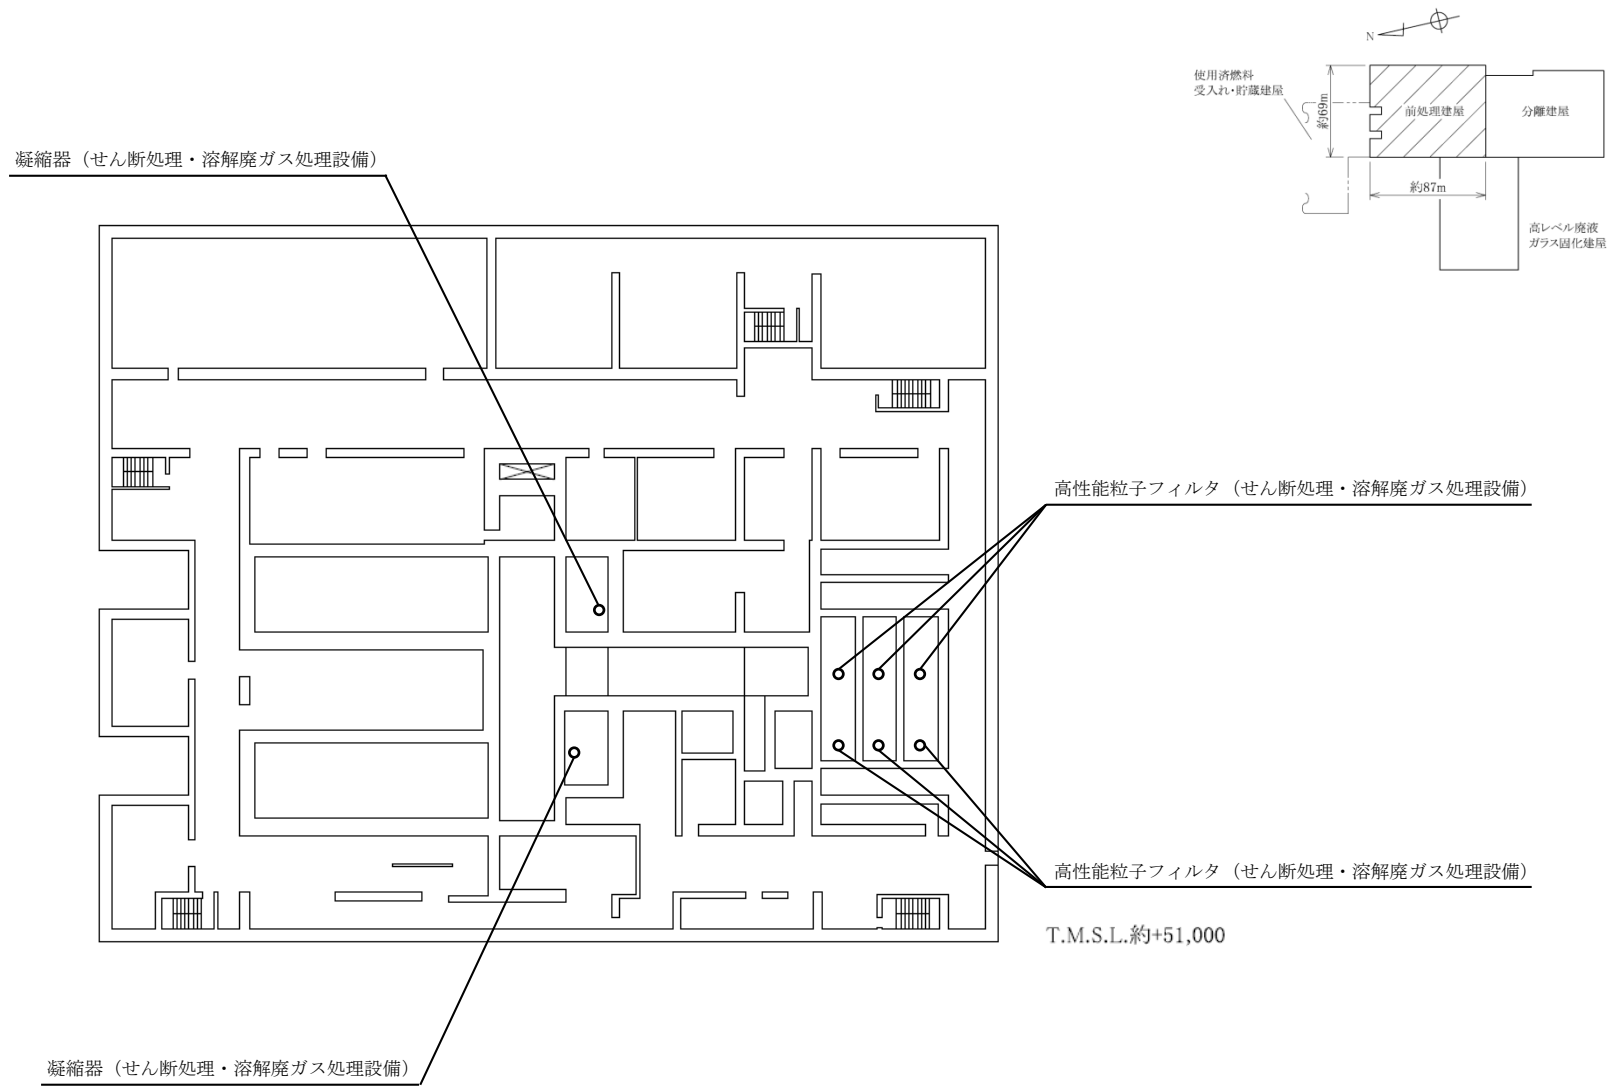 N
使用済燃料
受入れ・貯蔵建屋
約69m
前処理建屋
分離建屋
約87m
高レベル廃液
ガラス固化建屋
凝縮器（せん断処理・溶解廃ガス処理設備）
高性能粒子フィルタ（せん断処理・溶解廃ガス処理設備）
高性能粒子フィルタ（せん断処理・溶解廃ガス処理設備）
T.M.S.L.約+51,000
凝縮器（せん断処理・溶解廃ガス処理設備）